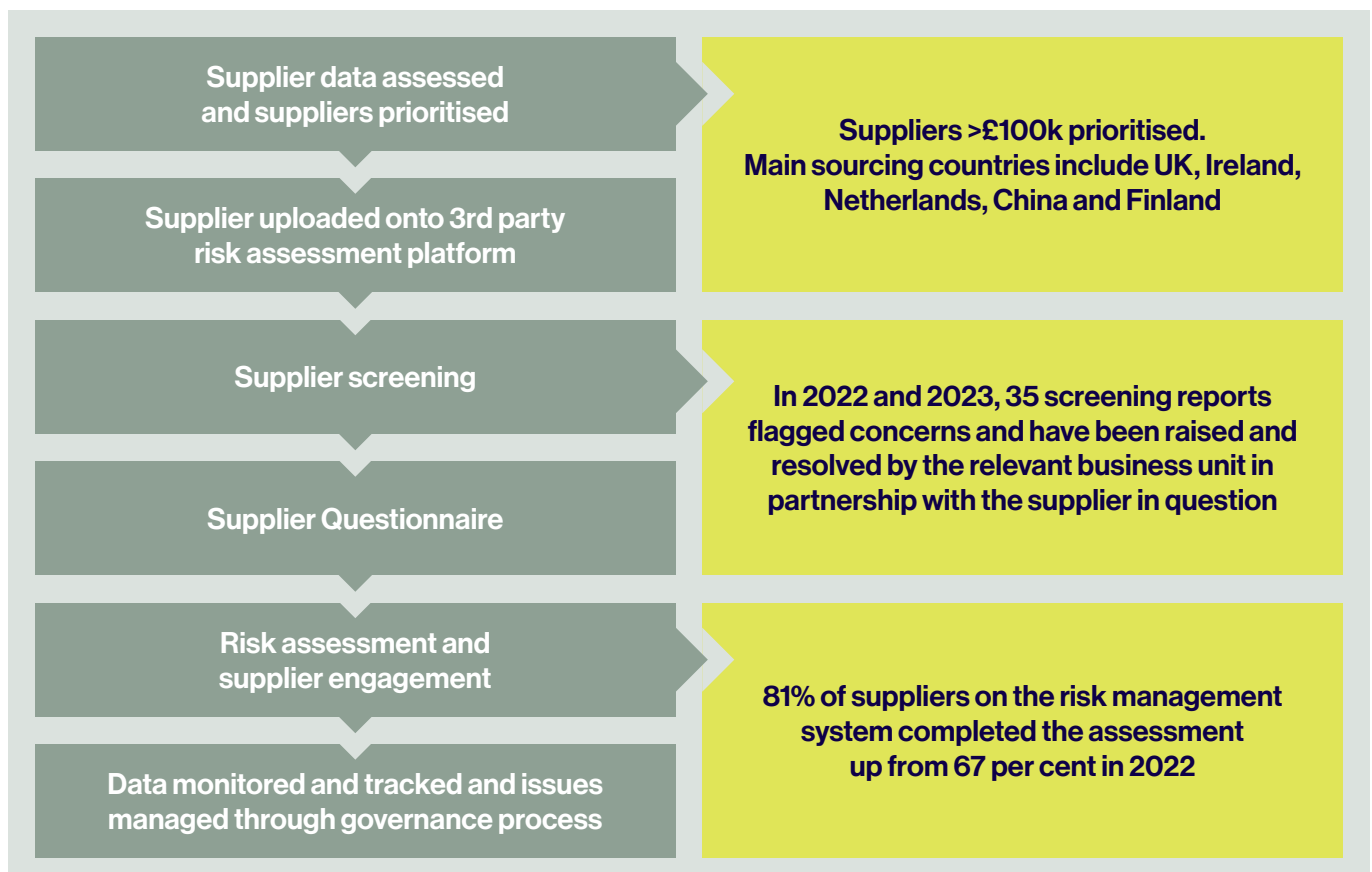 Supplier data assessed
and suppliers prioritised
Suppliers >£100k prioritised.
Main sourcing countries include UK, Ireland,
Netherlands, China and Finland
Supplier uploaded onto 3rd party
risk assessment platform
Supplier screening
In 2022 and 2023, 35 screening reports
flagged concerns and have been raised and
resolved by the relevant business unit in
partnership with the supplier in question
Supplier Questionnaire
Risk assessment and
supplier engagement
81% of suppliers on the risk management
system completed the assessment
up from 67 per cent in 2022
Data monitored and tracked and issues
managed through governance process